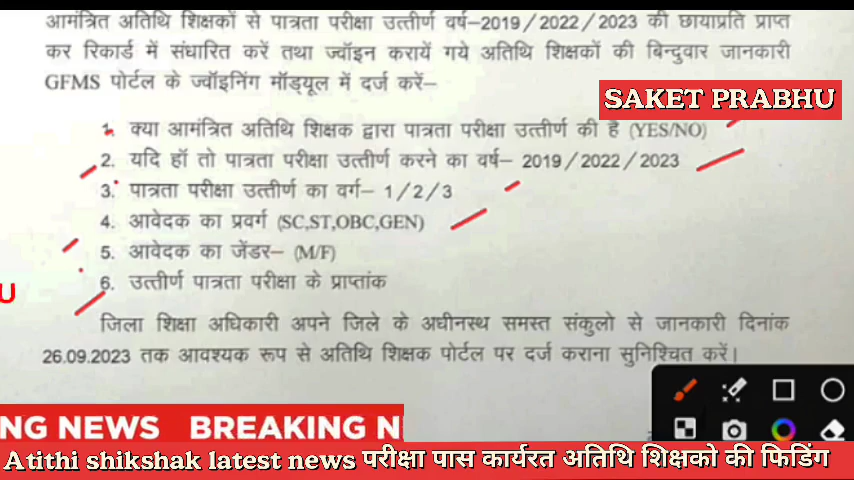 आमंत्रित अतिथि शिक्षकों से पात्रता परीक्षा उत्तीर्ण वर्ष–2019/2022/2023 की छायाप्रति प्राप्त
कर रिकार्ड में संधारित करें तथा ज्वॉइन करायें गये अतिथि शिक्षकों की बिन्दुवार जानकारी
GFMS पोर्टल के ज्वॉइनिंग मॉड्यूल में दर्ज करें–
SAKET PRABHU
1. क्या आमंत्रित अतिथि शिक्षक द्वारा पात्रता परीक्षा उत्तीर्ण की है (YES/NO)
2. यदि हॉ तो पात्रता परीक्षा उत्तीर्ण करने का वर्ष– 2019/2022/2023
3. पात्रता परीक्षा उत्तीर्ण का वर्ग– 1/2/3
4. आवेदक का प्रवर्ग (SC,ST,OBC,GEN)
5. आवेदक का जेंडर– (M/F)
6. उत्तीर्ण पात्रता परीक्षा के प्राप्तांक
U
जिला शिक्षा अधिकारी अपने जिले के अधीनस्थ समस्त संकुलो से जानकारी दिनांक
26.09.2023 तक आवश्यक रूप से अतिथि शिक्षक पोर्टल पर दर्ज कराना सुनिश्चित करें।
NG NEWS BREAKING N
Atithi shikshak latest news परीक्षा पास कार्यरत अतिथि शिक्षको की फिडिंग